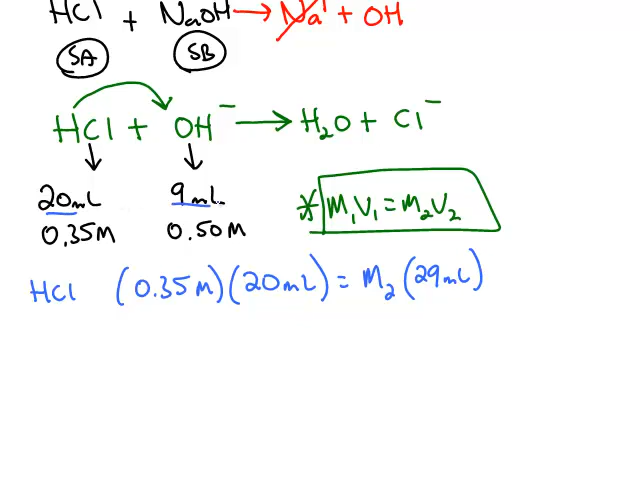 HCl + NaOH → Na⁺ + OH
SA SB
HCl + OH⁻ → H₂O + Cl⁻
20mL 9mL
0.35M 0.50M
* M₁V₁ = M₂V₂
HCl (0.35M)(20mL) = M₂(29mL)